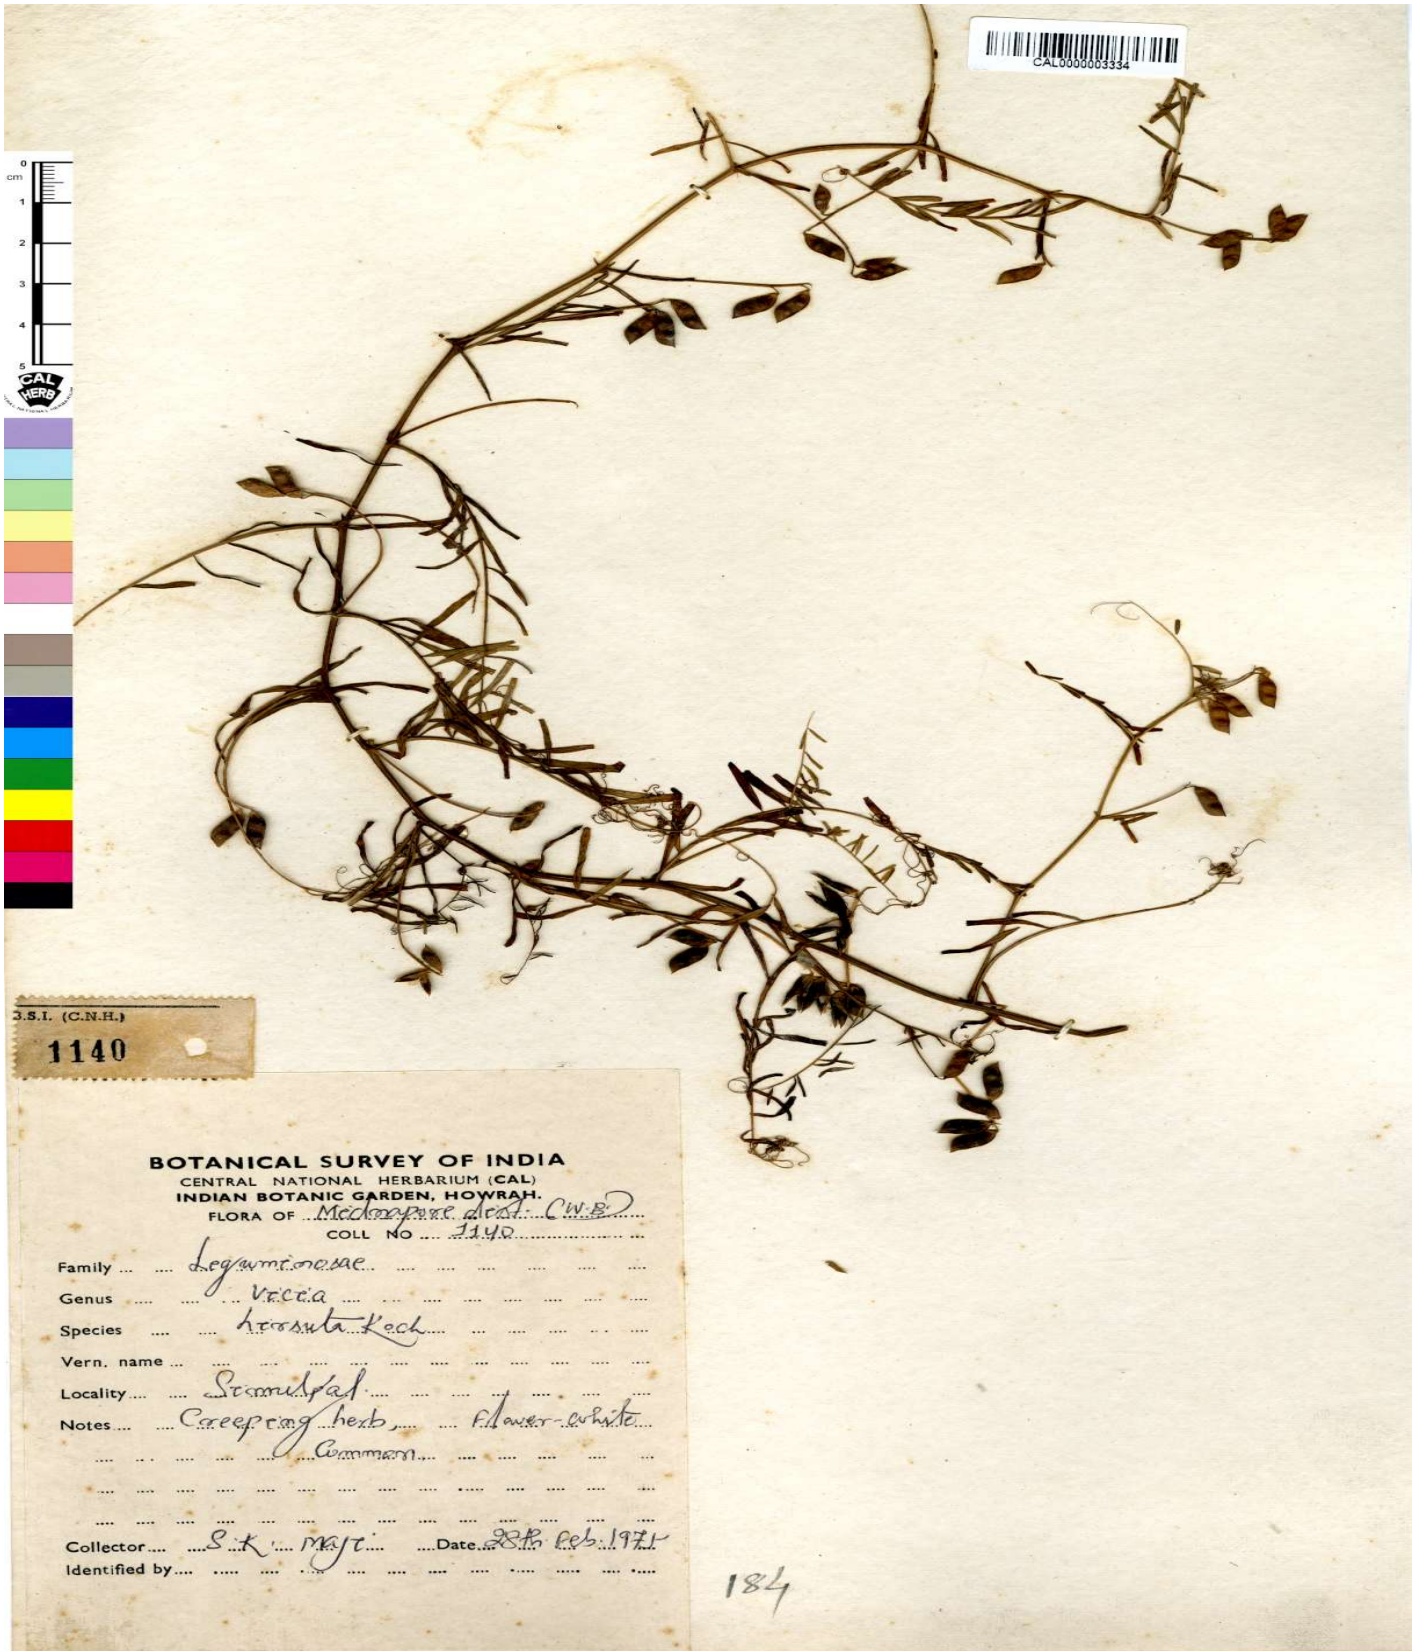 CAL0000003334
0
cm
1
2
3
4
5
CAL
HERB
B.S.I. (C.N.H.)
1140
BOTANICAL SURVEY OF INDIA
CENTRAL NATIONAL HERBARIUM (CAL)
INDIAN BOTANIC GARDEN, HOWRAH.
FLORA OF Midnapore dist. (W.B.)
COLL NO 1140
Family Leguminosae
Genus Vicia
Species hirsuta Koch
Vern. name
Locality Simulpal
Notes Creeping herb, Flower-white
Common
Collector S.K. Maji Date 28th Feb.
Identified by
184